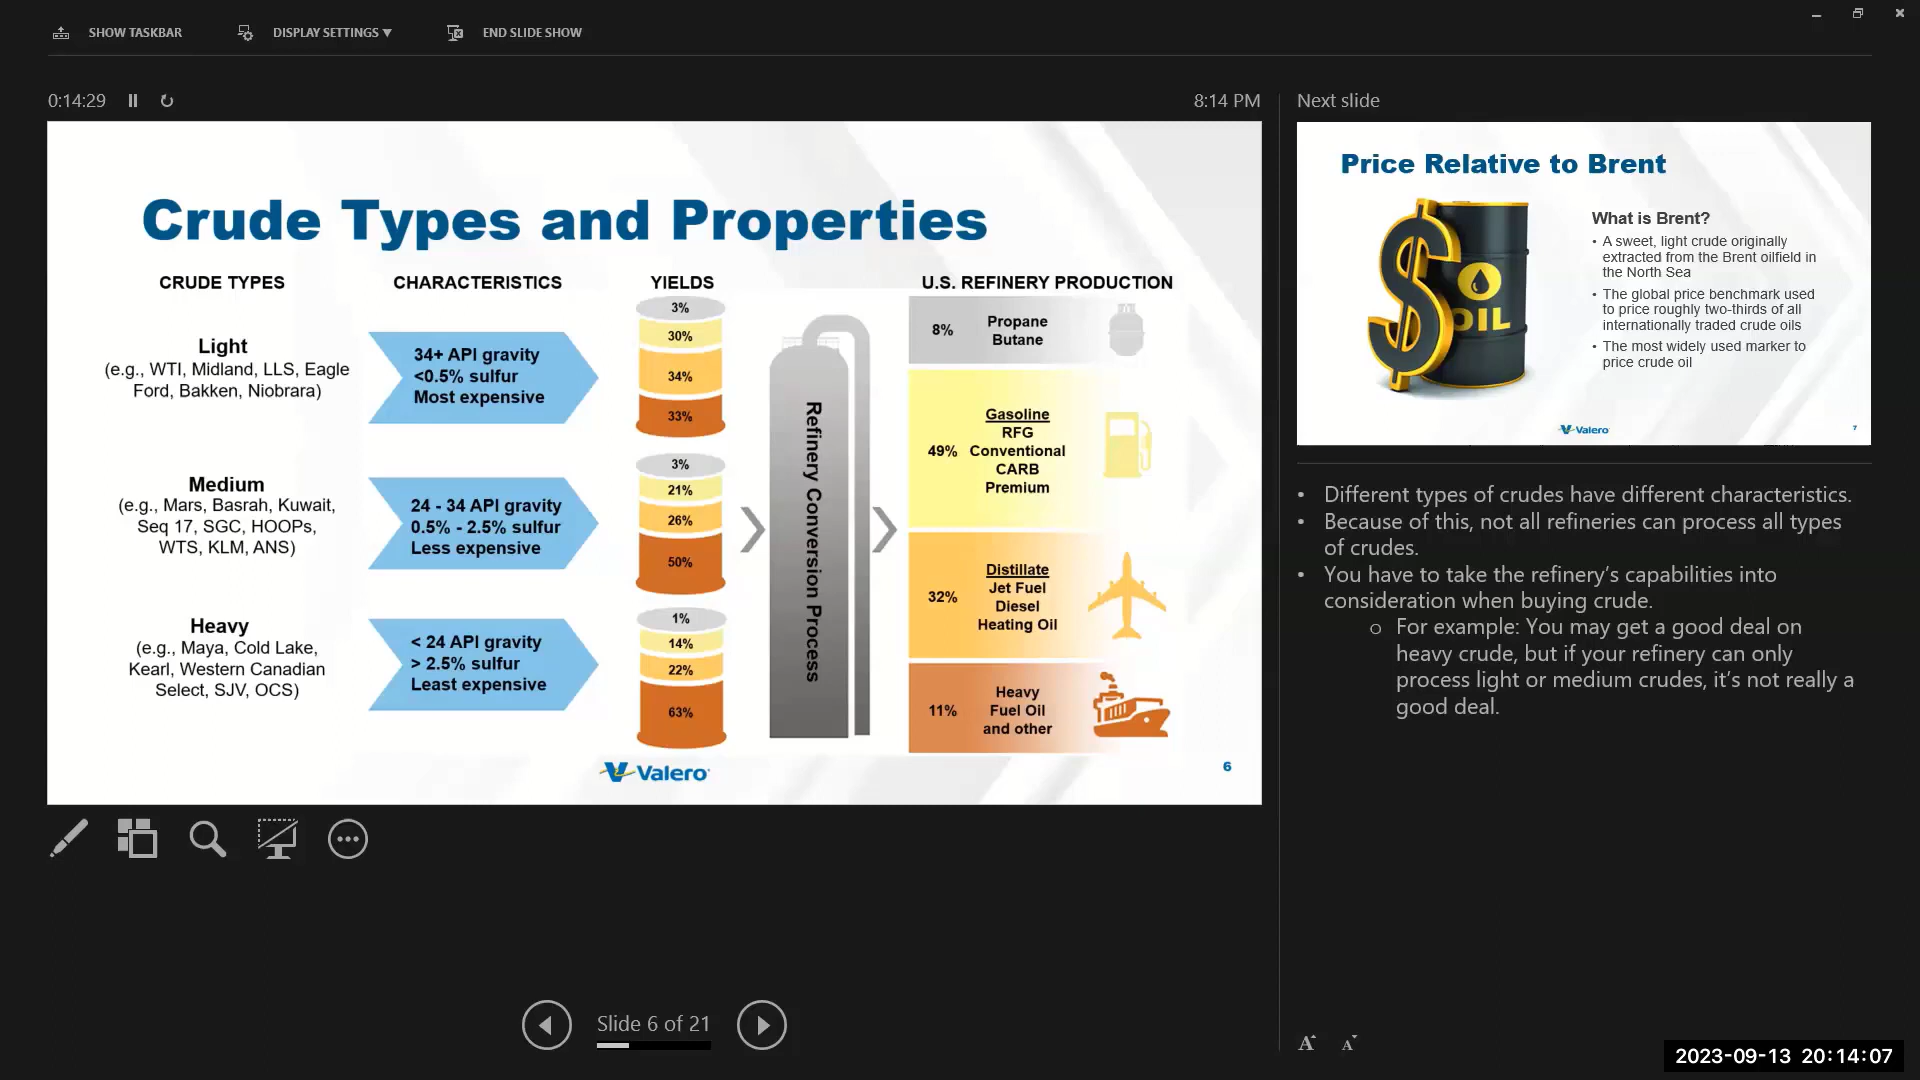 SHOW TASKBAR
DISPLAY SETTINGS ▼
END SLIDE SHOW
0:14:29
8:14 PM
Crude Types and Properties
CRUDE TYPES
CHARACTERISTICS
YIELDS
U.S. REFINERY PRODUCTION
Light
(e.g., WTI, Midland, LLS, Eagle
Ford, Bakken, Niobrara)
34+ API gravity
<0.5% sulfur
Most expensive
3%
30%
34%
33%
Medium
(e.g., Mars, Basrah, Kuwait,
Seq 17, SGC, HOOPs,
WTS, KLM, ANS)
24 - 34 API gravity
0.5% - 2.5% sulfur
Less expensive
3%
21%
26%
50%
Heavy
(e.g., Maya, Cold Lake,
Kearl, Western Canadian
Select, SJV, OCS)
< 24 API gravity
> 2.5% sulfur
Least expensive
1%
14%
22%
63%
Refinery Conversion Process
8%
Propane
Butane
49%
Gasoline
RFG
Conventional
CARB
Premium
32%
Distillate
Jet Fuel
Diesel
Heating Oil
11%
Heavy
Fuel Oil
and other
Valero
6
Slide 6 of 21
Next slide
Price Relative to Brent
OIL
What is Brent?
• A sweet, light crude originally
extracted from the Brent oilfield in
the North Sea
• The global price benchmark used
to price roughly two-thirds of all
internationally traded crude oils
• The most widely used marker to
price crude oil
Valero
7
• Different types of crudes have different characteristics.
• Because of this, not all refineries can process all types
of crudes.
• You have to take the refinery's capabilities into
consideration when buying crude.
o For example: You may get a good deal on
heavy crude, but if your refinery can only
process light or medium crudes, it's not really a
good deal.
A A
2023-09-13 20:14:07